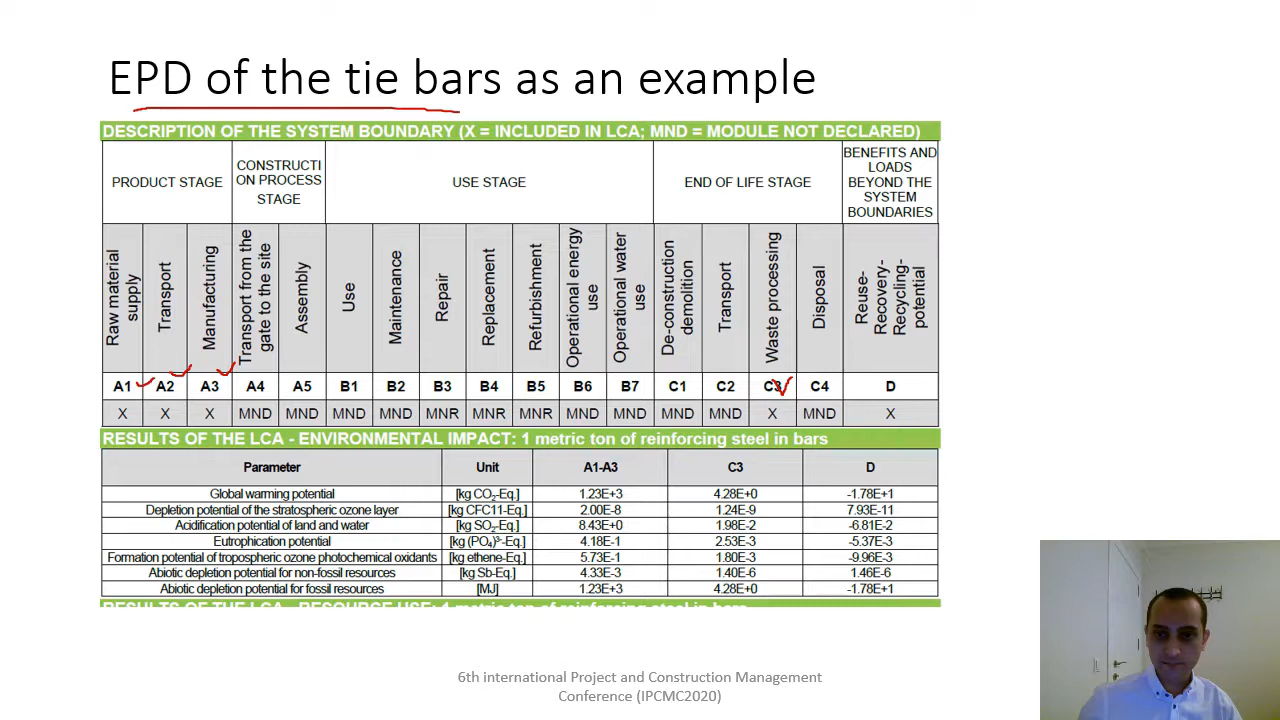 EPD of the tie bars as an example
DESCRIPTION OF THE SYSTEM BOUNDARY (X = INCLUDED IN LCA; MND = MODULE NOT DECLARED)
PRODUCT STAGE
CONSTRUCTI
ON PROCESS
STAGE
USE STAGE
END OF LIFE STAGE
BENEFITS AND
LOADS
BEYOND THE
SYSTEM
BOUNDARIES
Raw material
supply
Transport
Manufacturing
Transport from the
gate to the site
Assembly
Use
Maintenance
Repair
Replacement
Refurbishment
Operational energy
use
Operational water
use
De-construction
demolition
Transport
Waste processing
Disposal
Reuse-
Recovery-
Recycling-
potential
A1 A2 A3 A4 A5 B1 B2 B3 B4 B5 B6 B7 C1 C2 C3 C4 D
X X X MND MND MND MND MNR MNR MNR MND MND MND MND X MND X
RESULTS OF THE LCA - ENVIRONMENTAL IMPACT: 1 metric ton of reinforcing steel in bars
Parameter Unit A1-A3 C3 D
Global warming potential [kg CO₂-Eq.] 1.23E+3 4.28E+0 -1.78E+1
Depletion potential of the stratospheric ozone layer [kg CFC11-Eq.] 2.00E-8 1.24E-9 7.93E-11
Acidification potential of land and water [kg SO₂-Eq.] 8.43E+0 1.98E-2 -6.81E-2
Eutrophication potential [kg (PO₄)³-Eq.] 4.18E-1 2.53E-3 -5.37E-3
Formation potential of tropospheric ozone photochemical oxidants [kg ethene-Eq.] 5.73E-1 1.80E-3 -9.96E-3
Abiotic depletion potential for non-fossil resources [kg Sb-Eq.] 4.33E-3 1.40E-6 1.46E-6
Abiotic depletion potential for fossil resources [MJ] 1.23E+3 4.28E+0 -1.78E+1
RESULTS OF THE LCA - RESOURCE USE: 1 metric ton of reinforcing steel in bars
6th international Project and Construction Management
Conference (IPCMC2020)